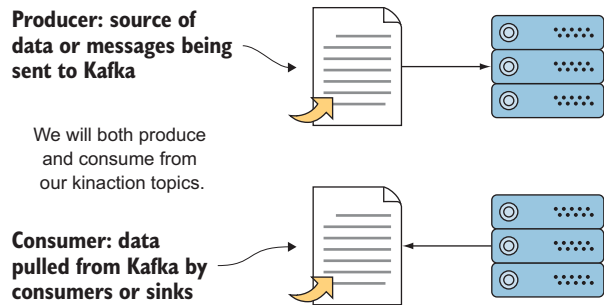 Producer: source of
data or messages being
sent to Kafka
We will both produce
and consume from
our kinaction topics.
Consumer: data
pulled from Kafka by
consumers or sinks